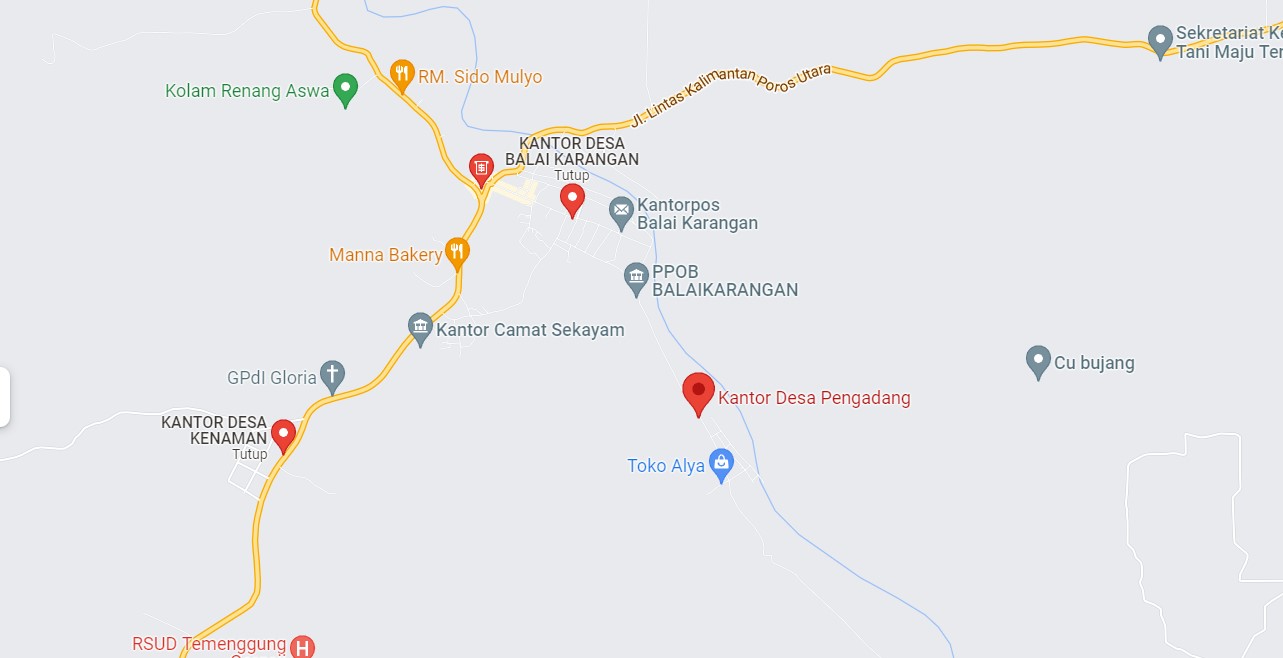 Sekretariat Ke
Tani Maju Ter
RM. Sido Mulyo
Kolam Renang Aswa
Jl. Lintas Kalimantan Poros Utara
KANTOR DESA
BALAI KARANGAN
Tutup
Kantorpos
Balai Karangan
Manna Bakery
PPOB
BALAIKARANGAN
Kantor Camat Sekayam
Cu bujang
GPdI Gloria
Kantor Desa Pengadang
KANTOR DESA
KENAMAN
Tutup
Toko Alya
RSUD Temenggung
H